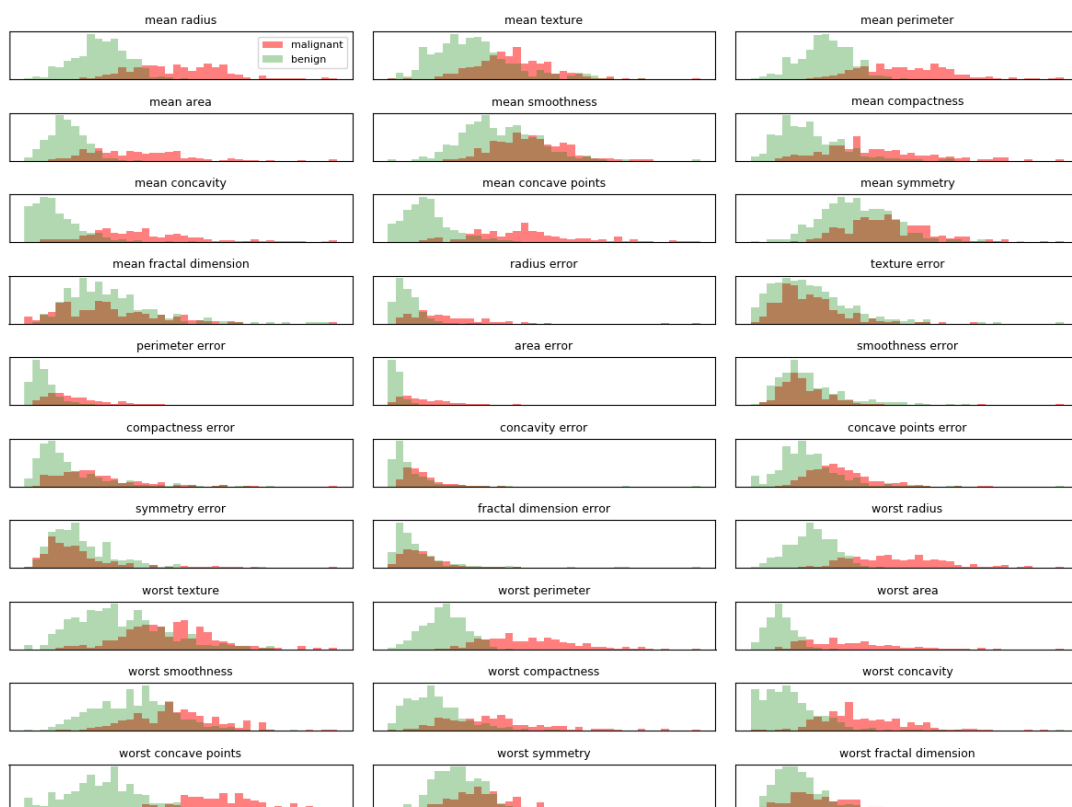 mean radius
mean texture
mean perimeter
malignant
benign
mean area
mean smoothness
mean compactness
mean concavity
mean concave points
mean symmetry
mean fractal dimension
radius error
texture error
perimeter error
area error
smoothness error
compactness error
concavity error
concave points error
symmetry error
fractal dimension error
worst radius
worst texture
worst perimeter
worst area
worst smoothness
worst compactness
worst concavity
worst concave points
worst symmetry
worst fractal dimension